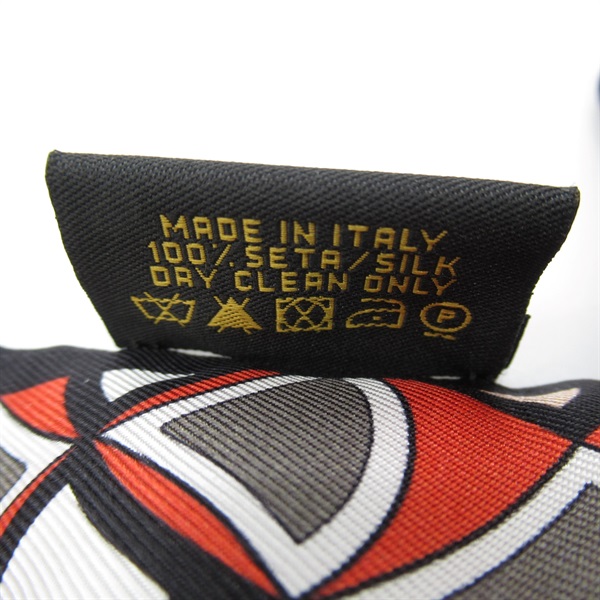 MADE IN ITALY
100% SETA/SILK
DRY CLEAN ONLY
P